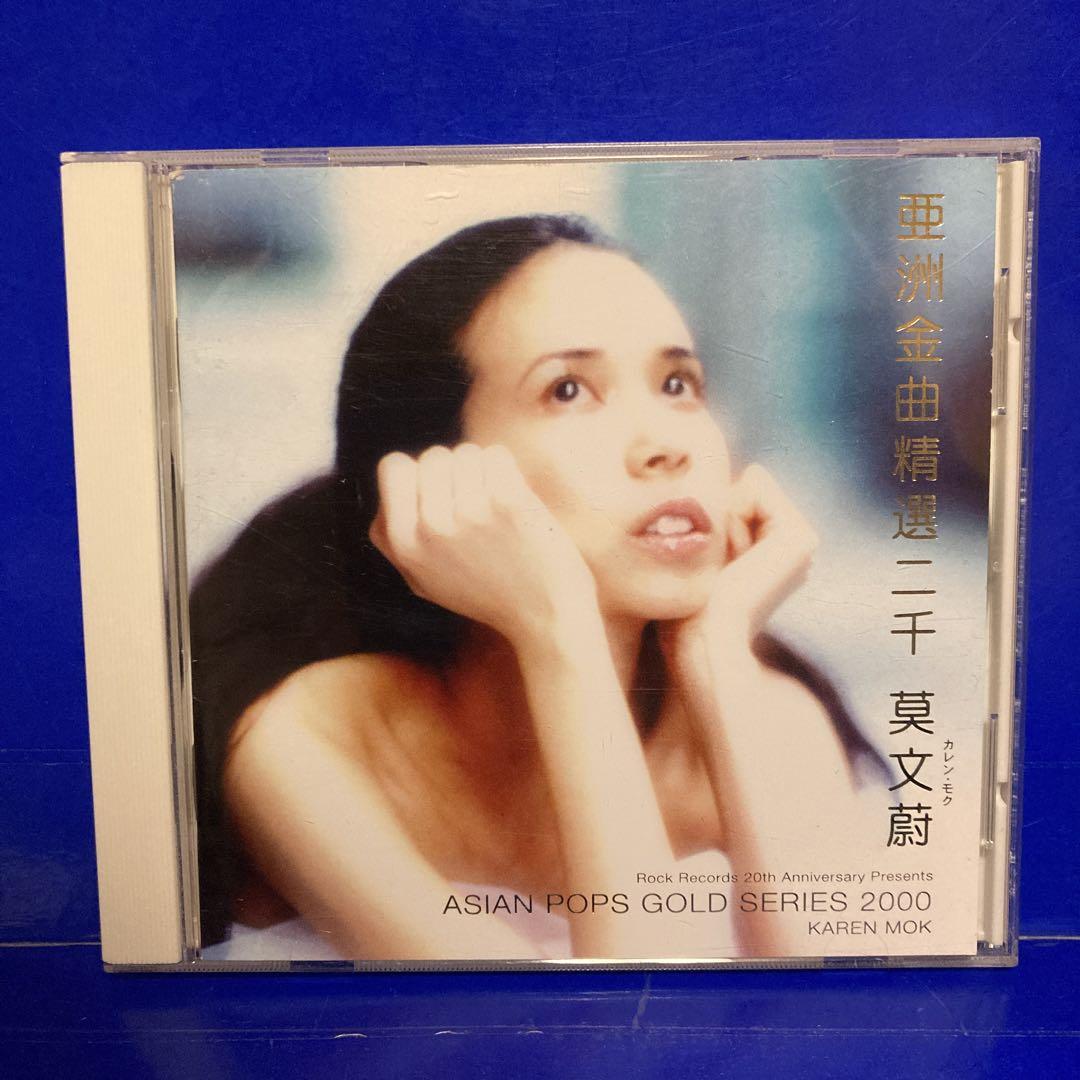 亜洲金曲精選二千 莫文蔚
カレン・モク
Rock Records 20th Anniversary Presents
ASIAN POPS GOLD SERIES 2000
KAREN MOK